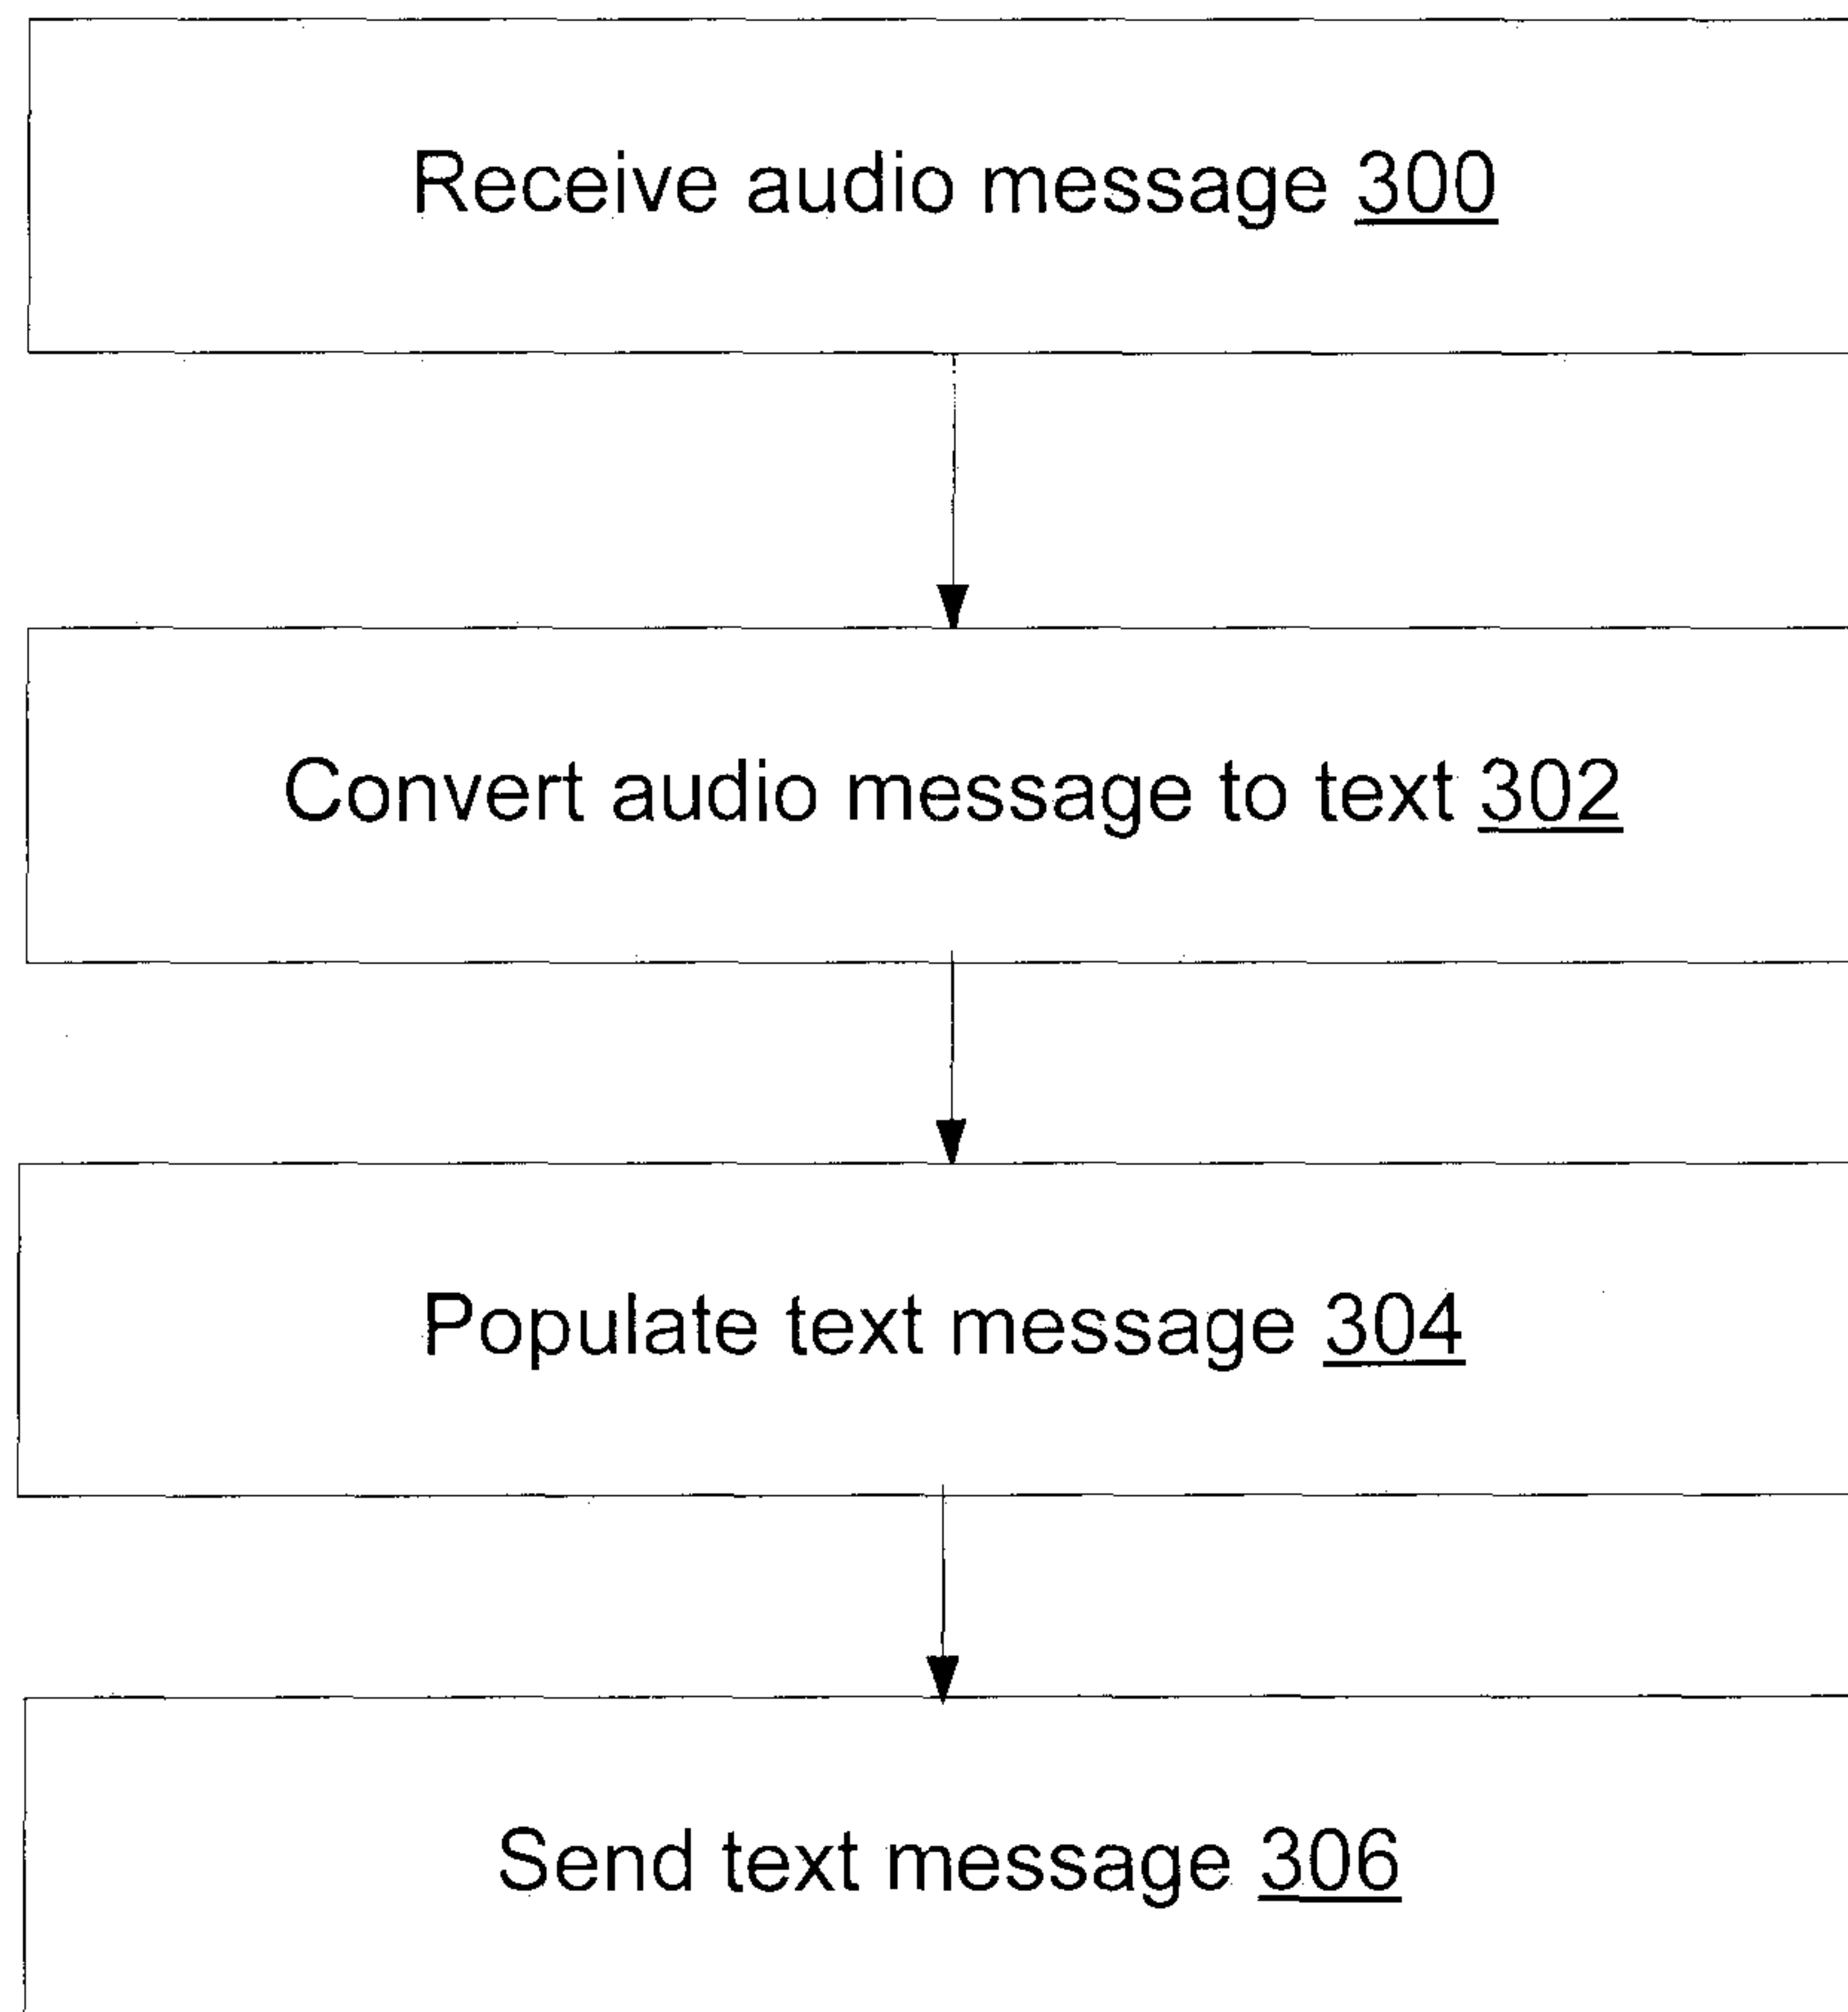 Receive audio message 300
Convert audio message to text 302
Populate text message 304
Send text message 306